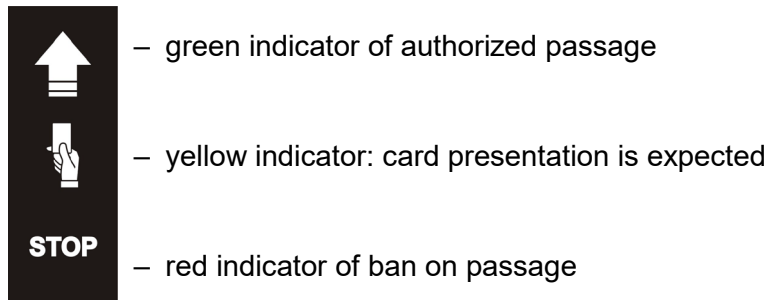 – green indicator of authorized passage
– yellow indicator: card presentation is expected
STOP
– red indicator of ban on passage